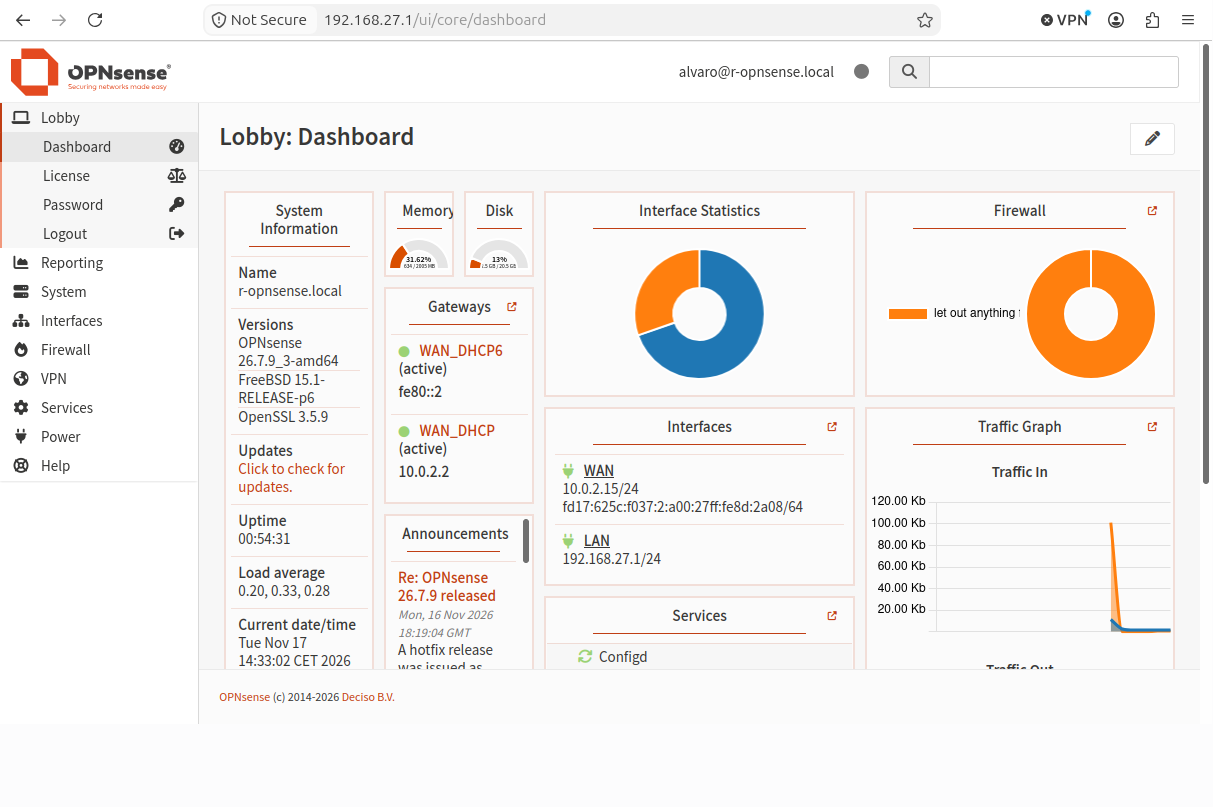 Not Secure 192.168.27.1/ui/core/dashboard
VPN
OPNsense®
Securing networks made easy
alvaro@r-opnsense.local
Lobby
Dashboard
License
Password
Logout
Reporting
System
Interfaces
Firewall
VPN
Services
Power
Help
Lobby: Dashboard
System
Information
Name
r-opnsense.local
Versions
OPNsense
26.7.9_3-amd64
FreeBSD 15.1-
RELEASE-p6
OpenSSL 3.5.9
Updates
Click to check for
updates.
Uptime
00:54:31
Load average
0.20, 0.33, 0.28
Current date/time
Tue Nov 17
14:33:02 CET 2026
Memory
31.62%
634 / 2005 MB
Disk
13%
Gateways
WAN_DHCP6
(active)
fe80::2
WAN_DHCP
(active)
10.0.2.2
Announcements
Re: OPNsense
26.7.9 released
Mon, 16 Nov 2026
18:19:04 GMT
A hotfix release
was issued as
Interface Statistics
Interfaces
WAN
10.0.2.15/24
fd17:625c:f037:2:a00:27ff:fe8d:2a08/64
LAN
192.168.27.1/24
Services
Configd
Firewall
let out anything
Traffic Graph
Traffic In
120.00 Kb
100.00 Kb
80.00 Kb
60.00 Kb
40.00 Kb
20.00 Kb
Traffic Out
OPNsense (c) 2014-2026 Deciso B.V.